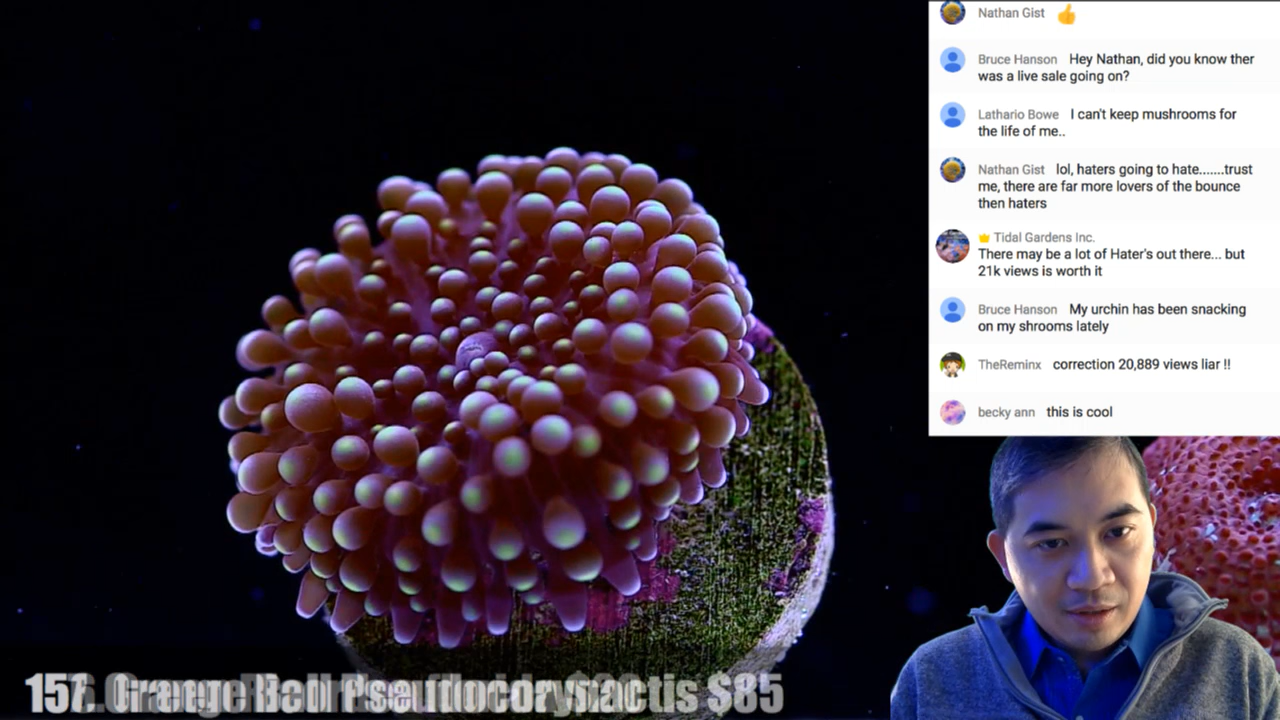 Nathan Gist 👍
Bruce Hanson Hey Nathan, did you know ther
was a live sale going on?
Lathario Bowe I can't keep mushrooms for
the life of me..
Nathan Gist lol, haters going to hate.......trust
me, there are far more lovers of the bounce
then haters
Tidal Gardens Inc.
There may be a lot of Hater's out there... but
21k views is worth it
Bruce Hanson My urchin has been snacking
on my shrooms lately
TheReminx correction 20,889 views liar !!
becky ann this is cool
Pseudocorynactis $85